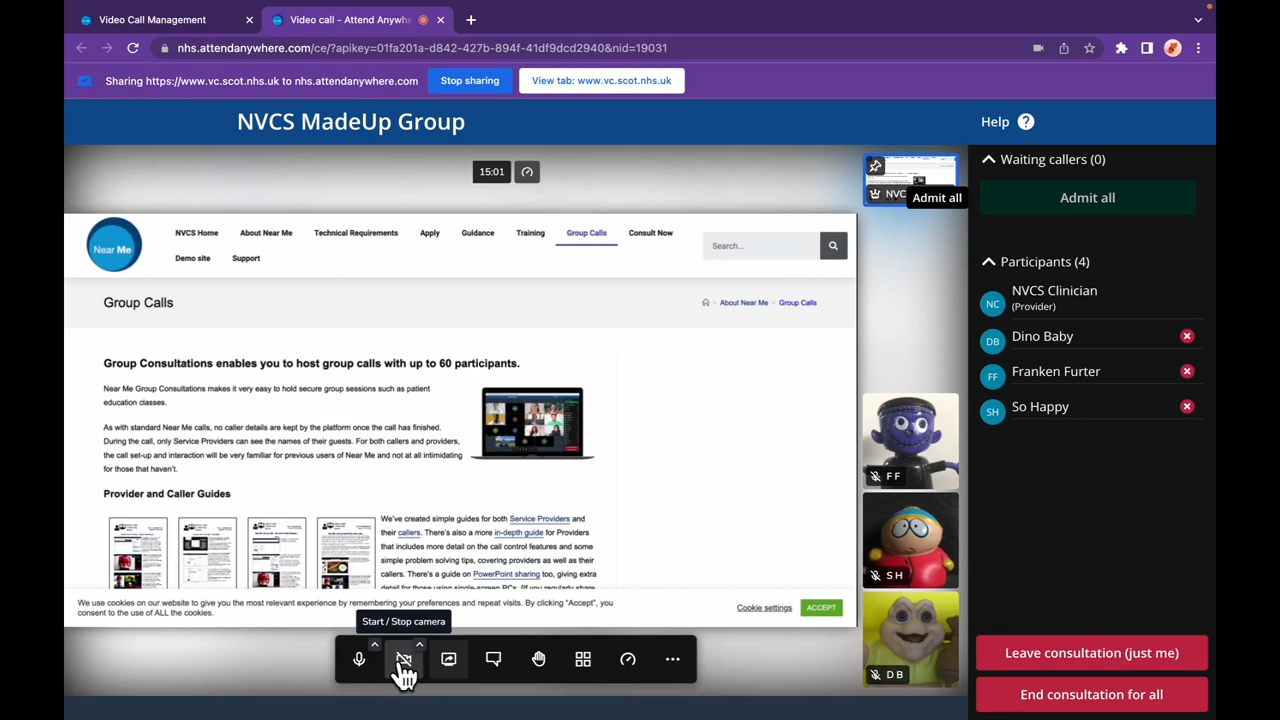 Video Call Management
Video call - Attend Anywhe
nhs.attendanywhere.com/ce/?apikey=01fa201a-d842-427b-894f-41df9dcd2940&nid=19031
Sharing https://www.vc.scot.nhs.uk to nhs.attendanywhere.com
Stop sharing
View tab: www.vc.scot.nhs.uk
NVCS MadeUp Group
Help ?
15:01
NVC
Admit all
Waiting callers (0)
Admit all
Participants (4)
NC
NVCS Clinician
(Provider)
DB
Dino Baby
FF
Franken Furter
SH
So Happy
Near Me
NVCS Home
About Near Me
Technical Requirements
Apply
Guidance
Training
Group Calls
Consult Now
Demo site
Support
Search...
Group Calls
About Near Me » Group Calls
Group Consultations enables you to host group calls with up to 60 participants.
Near Me Group Consultations makes it very easy to hold secure group sessions such as patient
education classes.
As with standard Near Me calls, no caller details are kept by the platform once the call has finished.
During the call, only Service Providers can see the names of their guests. For both callers and providers,
the call set-up and interaction will be very familiar for previous users of Near Me and not at all intimidating
for those that haven't.
Provider and Caller Guides
We've created simple guides for both Service Providers and
their callers. There's also a more in-depth guide for Providers
that includes more detail on the call control features and some
simple problem solving tips, covering providers as well as their
callers. There's a guide on PowerPoint sharing too, giving extra
detail for those using single-screen PCs. (If you regularly share
We use cookies on our website to give you the most relevant experience by remembering your preferences and repeat visits. By clicking "Accept", you
consent to the use of ALL the cookies.
Cookie settings
ACCEPT
Start / Stop camera
F F
S H
D B
Leave consultation (just me)
End consultation for all